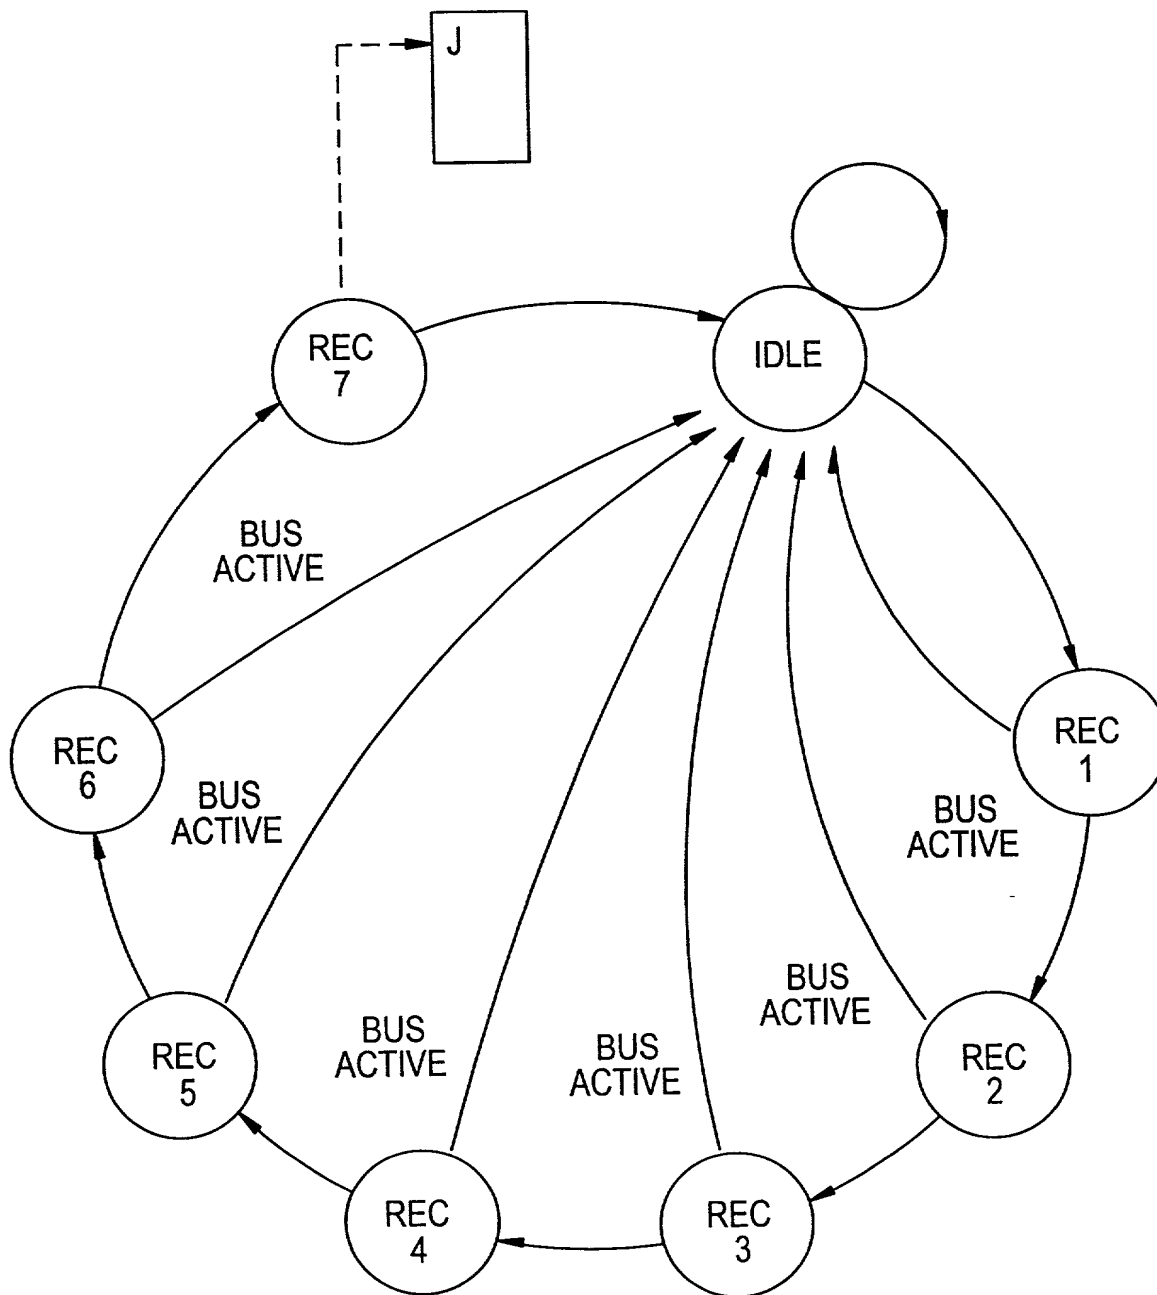 J
REC
7
IDLE
BUS
ACTIVE
REC
6
BUS
ACTIVE
REC
1
BUS
ACTIVE
BUS
ACTIVE
BUS
ACTIVE
BUS
ACTIVE
REC
5
REC
2
REC
4
REC
3